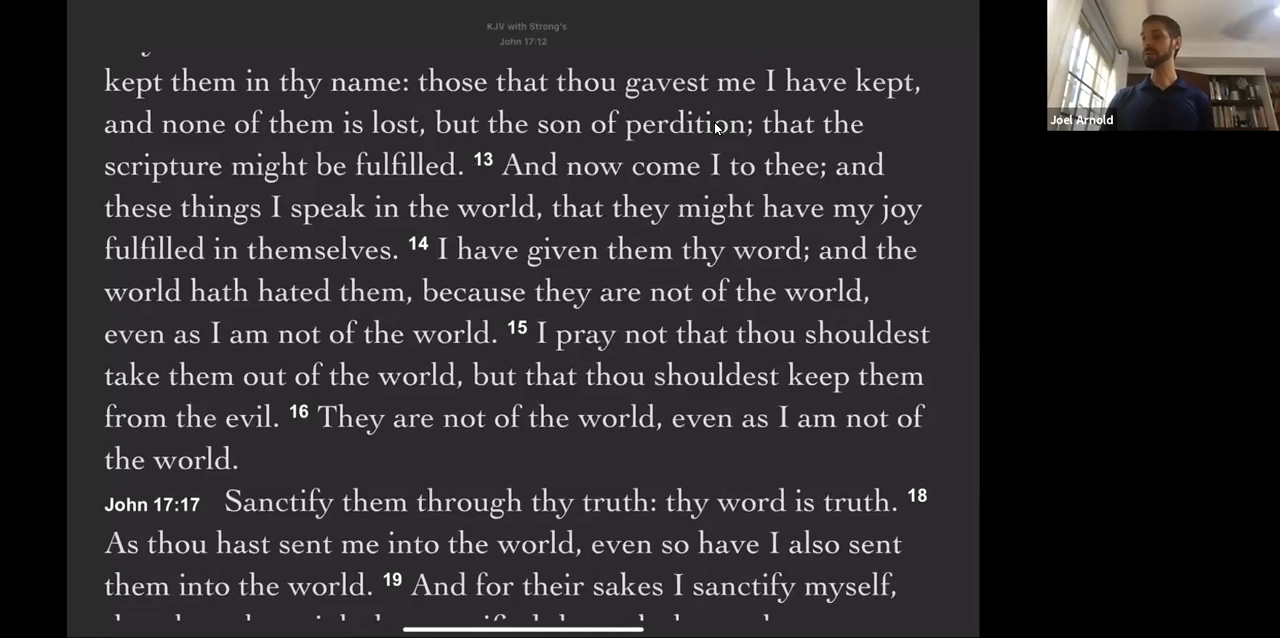 KJV with Strong's
John 17:12
kept them in thy name: those that thou gavest me I have kept,
and none of them is lost, but the son of perdition; that the
scripture might be fulfilled. 13 And now come I to thee; and
these things I speak in the world, that they might have my joy
fulfilled in themselves. 14 I have given them thy word; and the
world hath hated them, because they are not of the world,
even as I am not of the world. 15 I pray not that thou shouldest
take them out of the world, but that thou shouldest keep them
from the evil. 16 They are not of the world, even as I am not of
the world.
John 17:17 Sanctify them through thy truth: thy word is truth. 18
As thou hast sent me into the world, even so have I also sent
them into the world. 19 And for their sakes I sanctify myself,
Joel Arnold